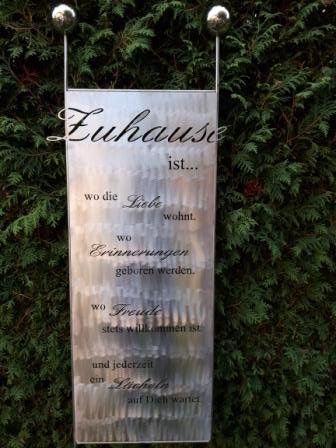 Zuhause
ist...
wo die Liebe
wohnt.
wo
Erinnerungen
geboren werden.
wo Freude
stets willkommen ist
und jederzeit
ein Lächeln
auf Dich wartet.